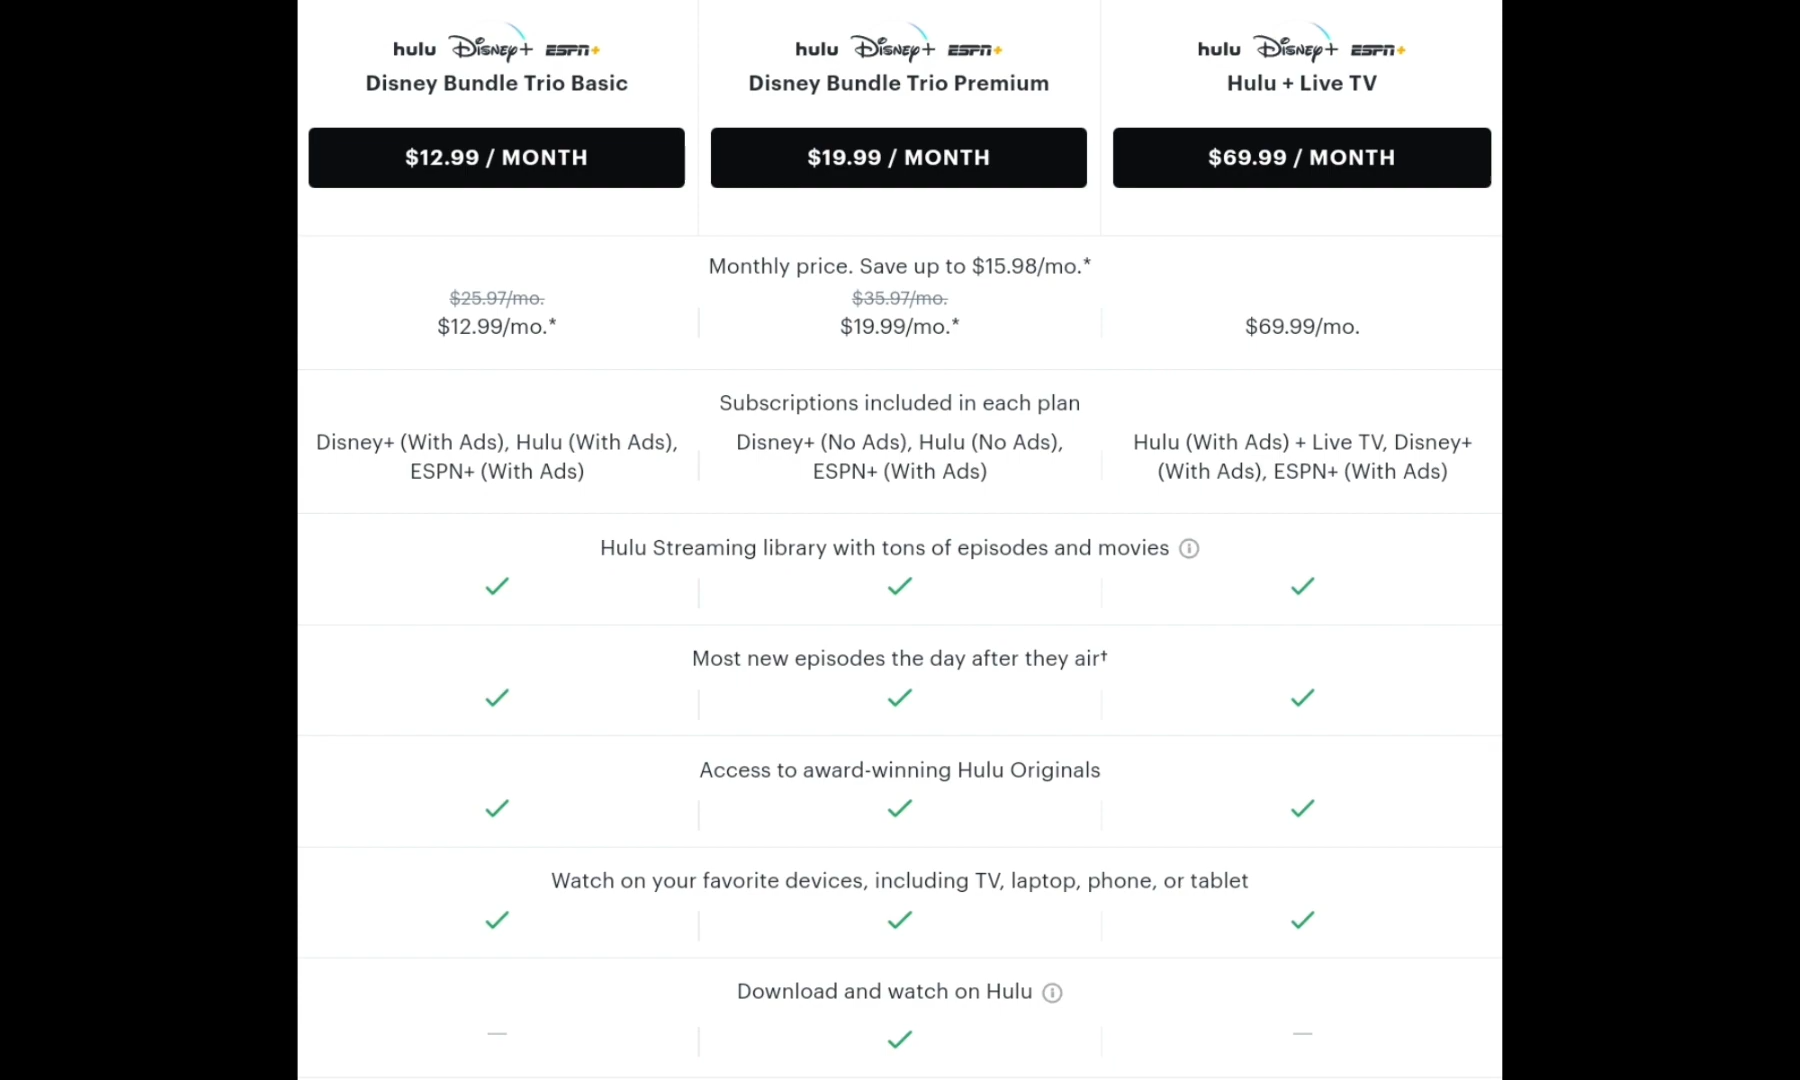 hulu Disney+ ESPN+
Disney Bundle Trio Basic
$12.99 / MONTH
hulu Disney+ ESPN+
Disney Bundle Trio Premium
$19.99 / MONTH
hulu Disney+ ESPN+
Hulu + Live TV
$69.99 / MONTH
Monthly price. Save up to $15.98/mo.*
$25.97/mo.
$12.99/mo.*
$35.97/mo.
$19.99/mo.*
$69.99/mo.
Subscriptions included in each plan
Disney+ (With Ads), Hulu (With Ads),
ESPN+ (With Ads)
Disney+ (No Ads), Hulu (No Ads),
ESPN+ (With Ads)
Hulu (With Ads) + Live TV, Disney+
(With Ads), ESPN+ (With Ads)
Hulu Streaming library with tons of episodes and movies
Most new episodes the day after they air†
Access to award-winning Hulu Originals
Watch on your favorite devices, including TV, laptop, phone, or tablet
Download and watch on Hulu